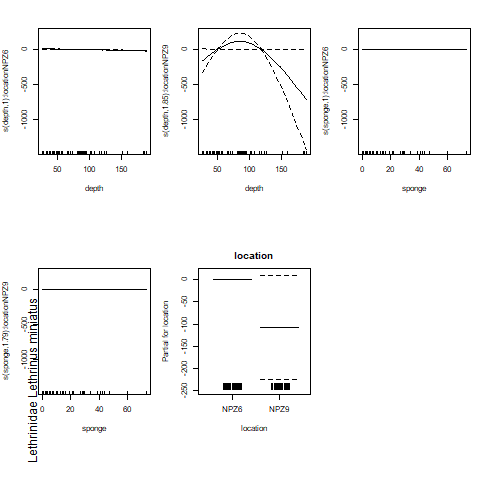 s(depth,1):locationNPZ6
0
-500
-1000
50
100
150
depth
s(depth,1.85):locationNPZ9
0
-500
-1000
50
100
150
depth
s(sponge,1):locationNPZ6
0
-500
-1000
0
20
40
60
sponge
s(sponge,1.79):locationNPZ9
0
-500
-1000
0
20
40
60
sponge
Lethrinidae Lethrinus miniatus
location
Partial for location
0
-50
-100
-150
-200
-250
NPZ6
NPZ9
location